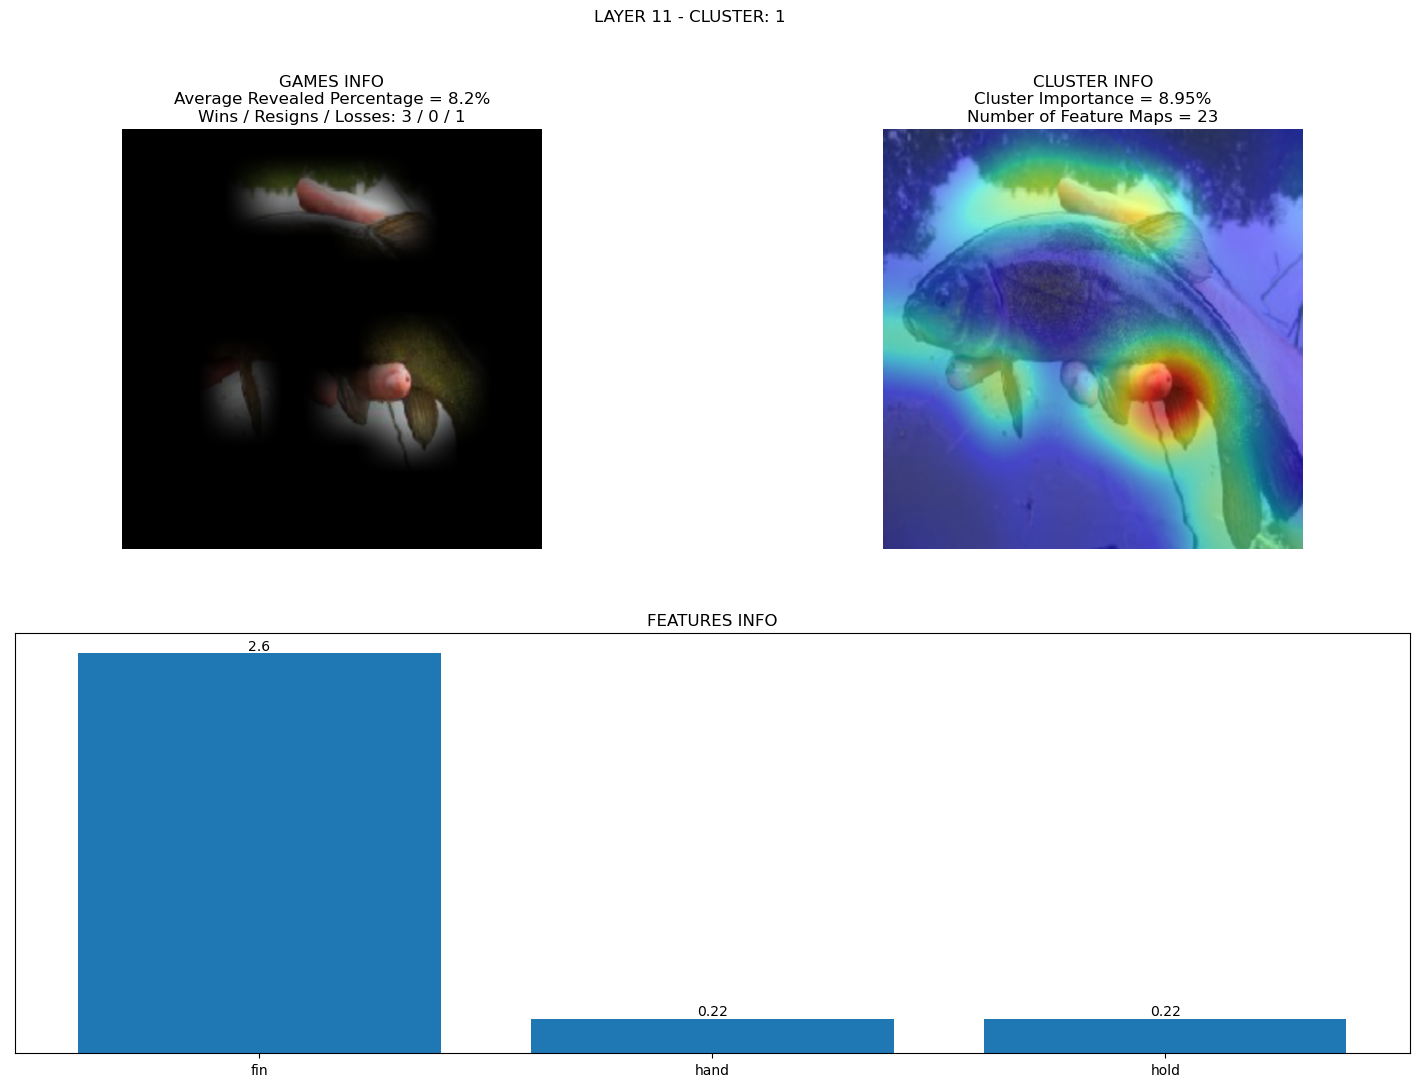 LAYER 11 - CLUSTER: 1
GAMES INFO
Average Revealed Percentage = 8.2%
Wins / Resigns / Losses: 3 / 0 / 1
CLUSTER INFO
Cluster Importance = 8.95%
Number of Feature Maps = 23
FEATURES INFO
2.6
0.22
0.22
fin
hand
hold